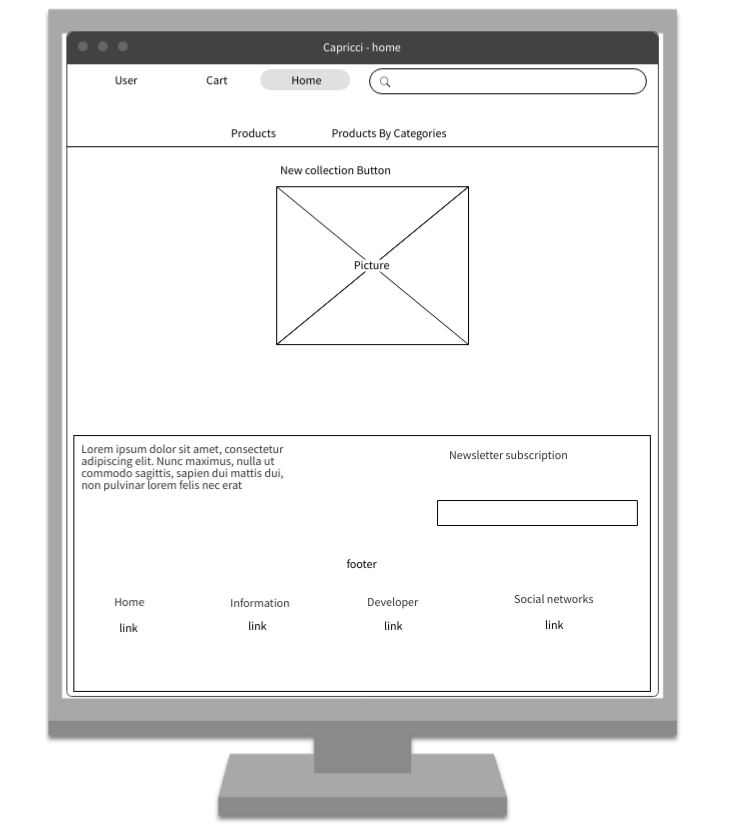 Capricci - home
User
Cart
Home
Products
Products By Categories
New collection Button
Picture
Lorem ipsum dolor sit amet, consectetur
adipiscing elit. Nunc maximus, nulla ut
commodo sagittis, sapien dui mattis dui,
non pulvinar lorem felis nec erat
Newsletter subscription
footer
Home
Information
Developer
Social networks
link
link
link
link